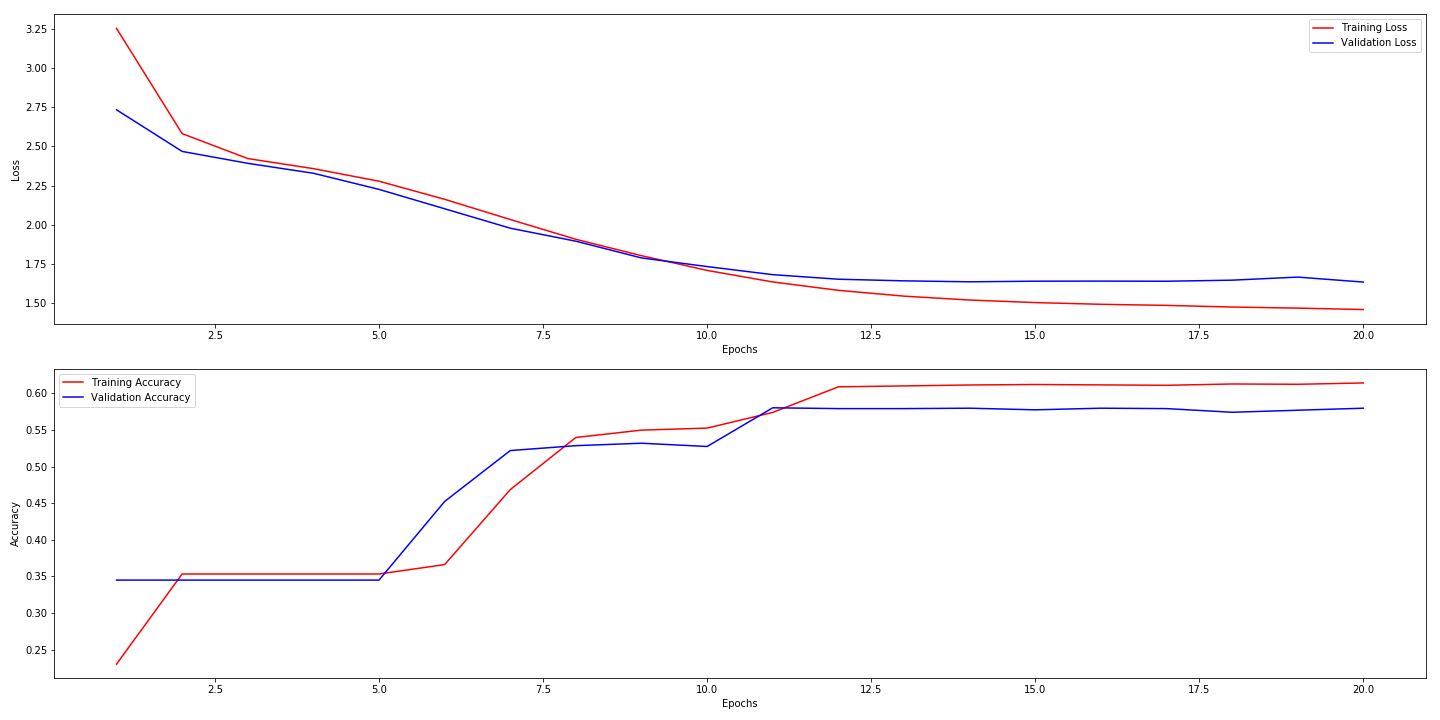 3.25
3.00
2.75
2.50
2.25
2.00
1.75
1.50
Loss
Training Loss
Validation Loss
2.5 5.0 7.5 10.0 12.5 15.0 17.5 20.0
Epochs
0.60
0.55
0.50
0.45
0.40
0.35
0.30
0.25
Accuracy
Training Accuracy
Validation Accuracy
2.5 5.0 7.5 10.0 12.5 15.0 17.5 20.0
Epochs